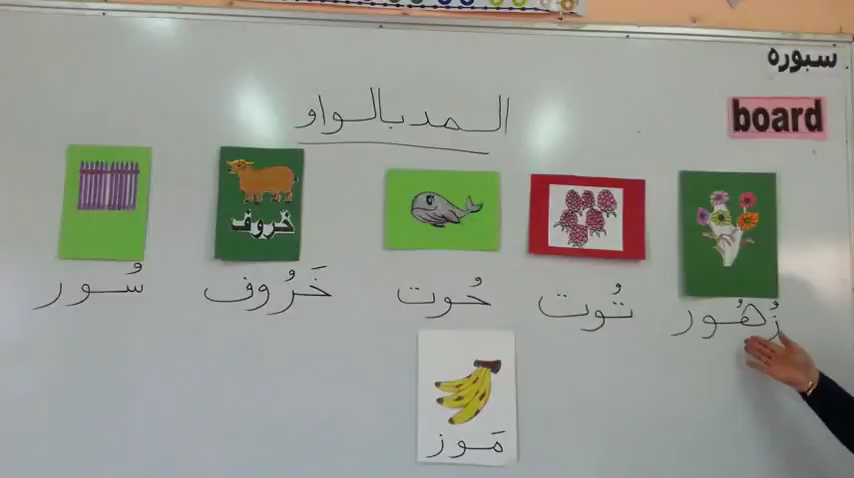 سبوره
board
المد بالواو
زُهُور
تُوت
حُوت
خروف
خَرُوف
سُور
مَوز